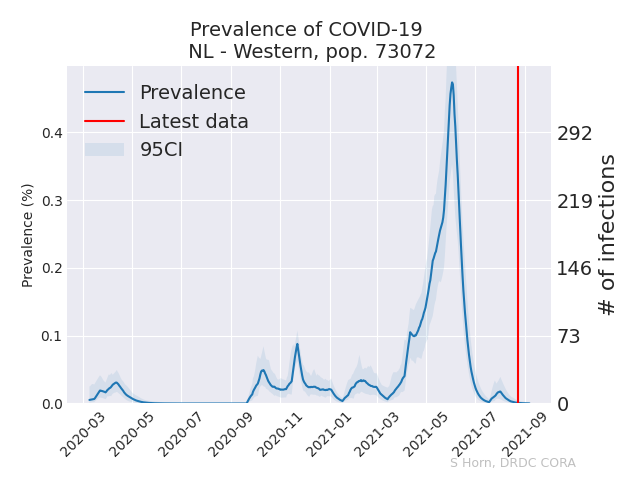 Prevalence of COVID-19
NL - Western, pop. 73072
Prevalence
Latest data
95CI
Prevalence (%)
0.4
0.3
0.2
0.1
0.0
292
219
146
73
0
# of infections
2020-03
2020-05
2020-07
2020-09
2020-11
2021-01
2021-03
2021-05
2021-07
2021-09
S Horn, DRDC CORA